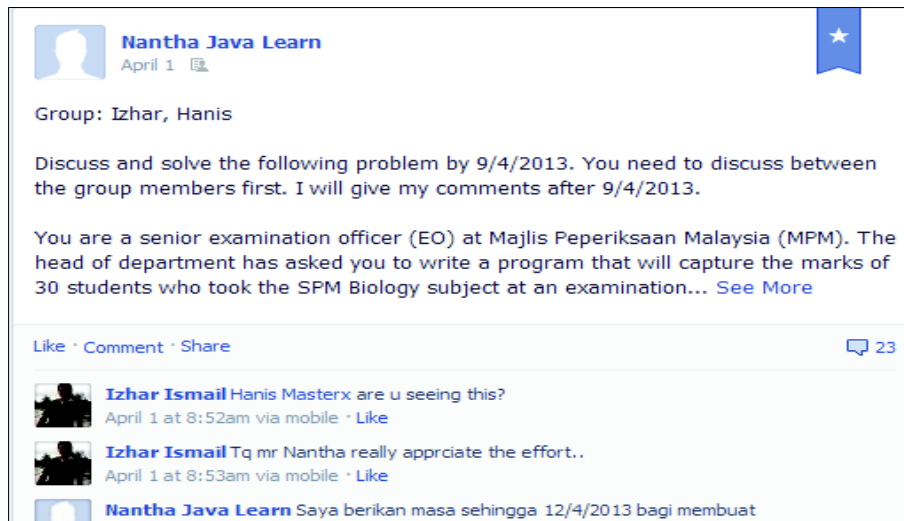 Nantha Java Learn
April 1
Group: Izhar, Hanis
Discuss and solve the following problem by 9/4/2013. You need to discuss between
the group members first. I will give my comments after 9/4/2013.
You are a senior examination officer (EO) at Majlis Peperiksaan Malaysia (MPM). The
head of department has asked you to write a program that will capture the marks of
30 students who took the SPM Biology subject at an examination... See More
Like · Comment · Share 23
Izhar Ismail Hanis Masterx are u seeing this?
April 1 at 8:52am via mobile · Like
Izhar Ismail Tq mr Nantha really apprciate the effort..
April 1 at 8:53am via mobile · Like
Nantha Java Learn Saya berikan masa sehingga 12/4/2013 bagi membuat